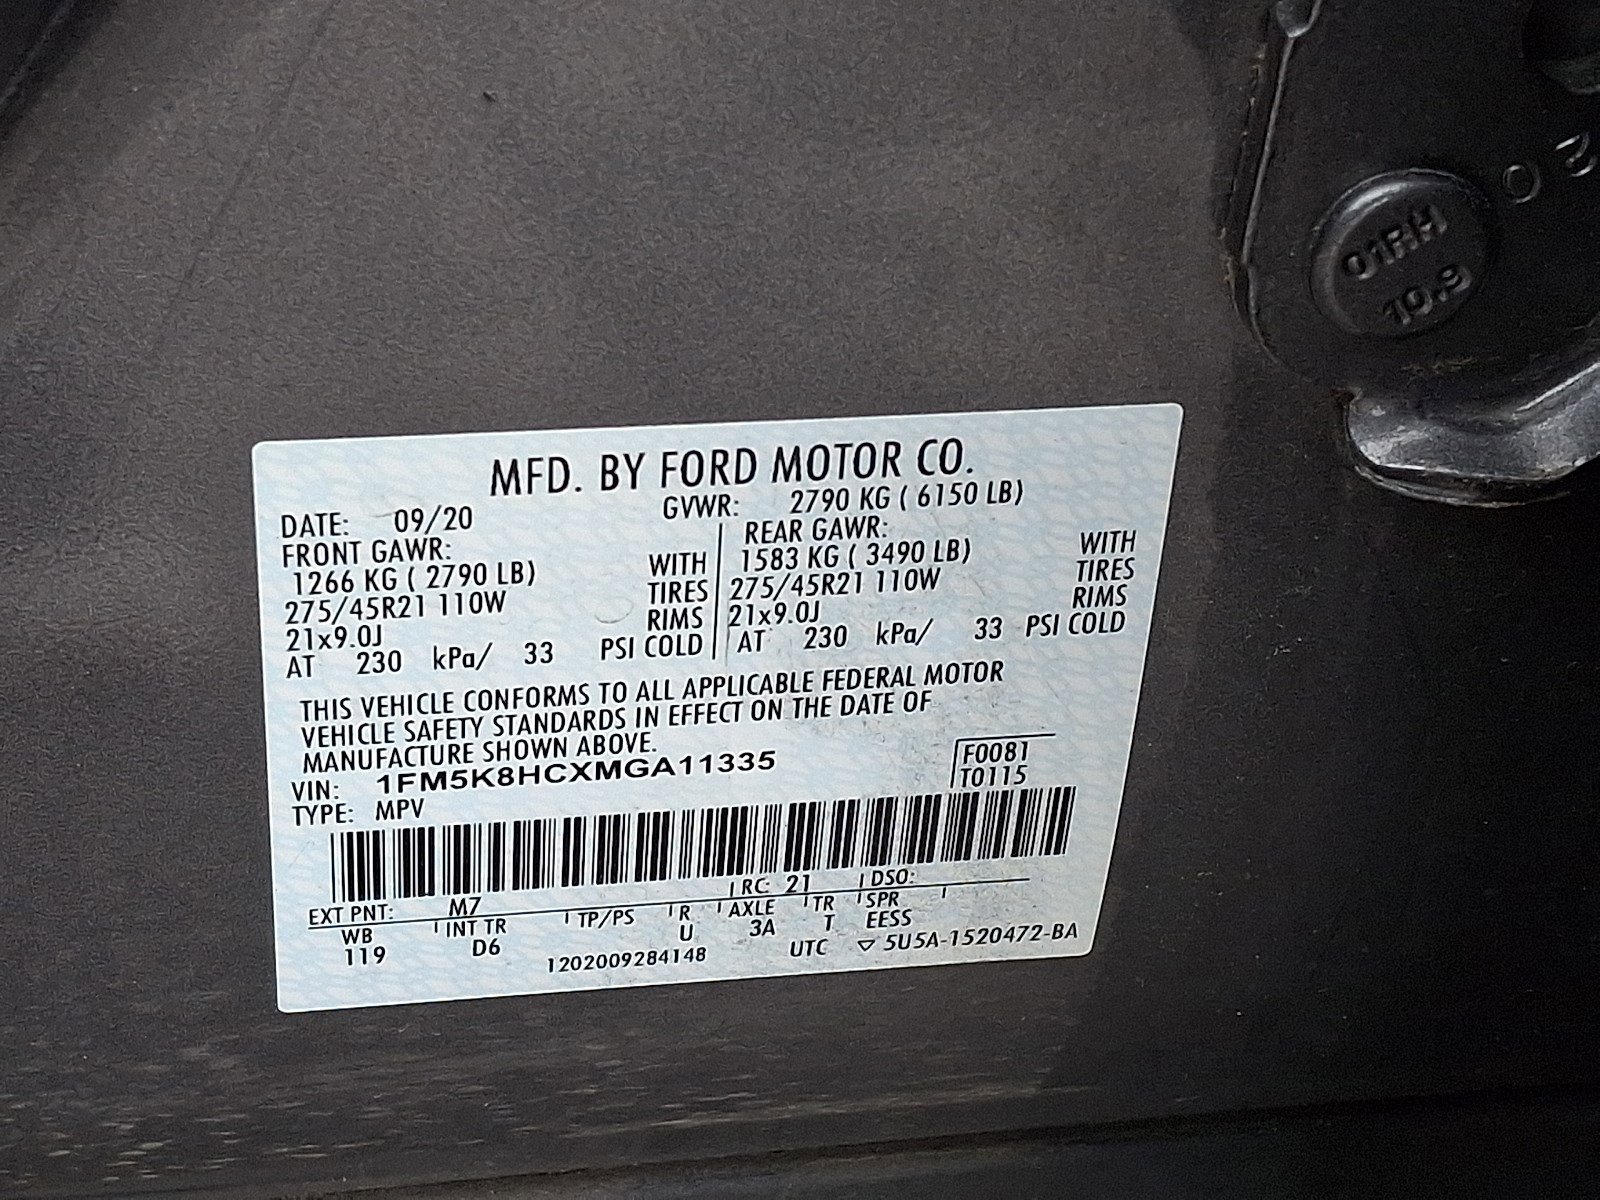 01RH
10.9
O
MFD. BY FORD MOTOR CO.
DATE: 09/20 GVWR: 2790 KG ( 6150 LB)
FRONT GAWR: REAR GAWR:
1266 KG ( 2790 LB) WITH 1583 KG ( 3490 LB) WITH
275/45R21 110W TIRES 275/45R21 110W TIRES
21x9.0J RIMS 21x9.0J RIMS
AT 230 kPa/ 33 PSI COLD AT 230 kPa/ 33 PSI COLD
THIS VEHICLE CONFORMS TO ALL APPLICABLE FEDERAL MOTOR
VEHICLE SAFETY STANDARDS IN EFFECT ON THE DATE OF
MANUFACTURE SHOWN ABOVE.
VIN: 1FM5K8HCXMGA11335 F0081
TYPE: MPV T0115
EXT PNT: M7 RC: 21 DSO:
WB INT TR TP/PS R AXLE TR SPR
119 D6 U 3A T EESS
1202009284148 UTC ▽ 5U5A-1520472-BA